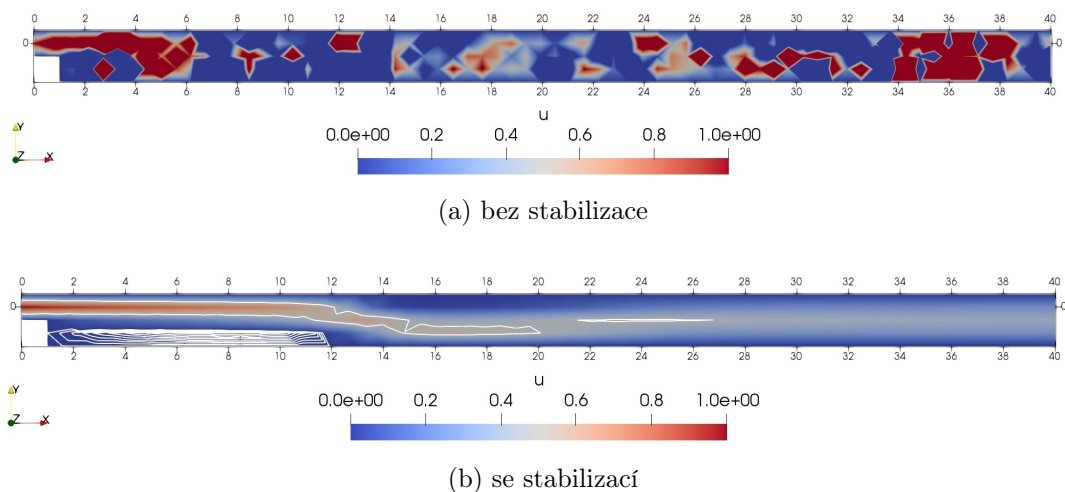 0 2 4 6 8 10 12 14 16 18 20 22 24 26 28 30 32 34 36 38 40
0 0
0 2 4 6 8 10 12 14 16 18 20 22 24 26 28 30 32 34 36 38 40
u
Y
Z X
0.0e+00 0.2 0.4 0.6 0.8 1.0e+00
(a) bez stabilizace
0 2 4 6 8 10 12 14 16 18 20 22 24 26 28 30 32 34 36 38 40
0 0
0 2 4 6 8 10 12 14 16 18 20 22 24 26 28 30 32 34 36 38 40
u
Y
Z X
0.0e+00 0.2 0.4 0.6 0.8 1.0e+00
(b) se stabilizací